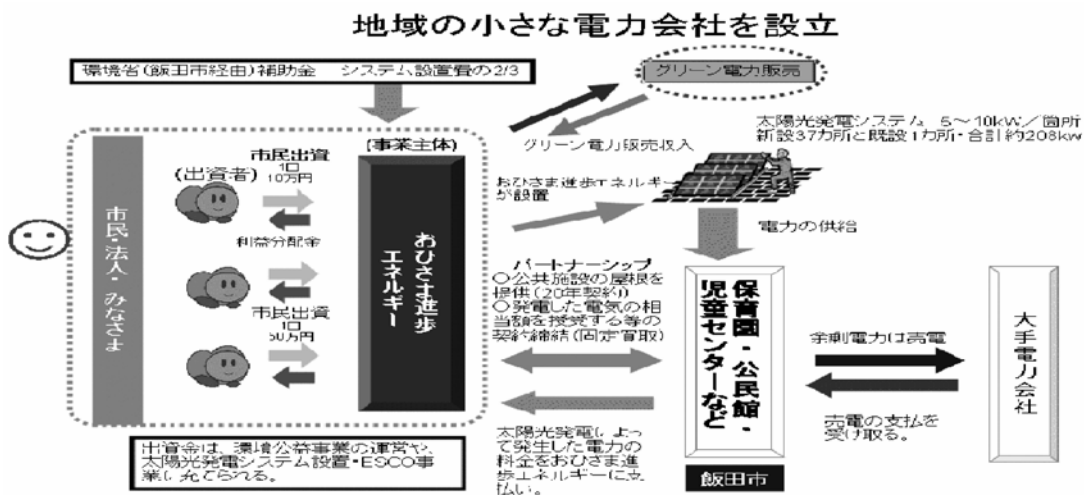 地域の小さな電力会社を設立
環境省(飯田市経由)補助金 システム設置費の2/3
グリーン電力販売
太陽光発電システム 5~10kW/箇所
新設37カ所と既設1カ所・合計約208kw
グリーン電力販売収入
(事業主体)
市民出資
1口
10万円
(出資者)
利益分配金
市民出資
1口
50万円
市民・法人・みなさま
おひさま進歩
エネルギー
おひさま進歩エネルギー
が設置
電力の供給
パートナーシップ
○公共施設の屋根を
提供(20年契約)
○発電した電気の相
当額を授受する等の
契約締結(固定買取)
保育園・公民館・
児童センターなど
飯田市
余剰電力は売電
売電の支払を
受け取る。
大手電力会社
太陽光発電によっ
て発生した電力の
料金をおひさま進
歩エネルギーに支
払い。
出資金は、環境公益事業の運営や、
太陽光発電システム設置・ESCO事
業に充てられる。